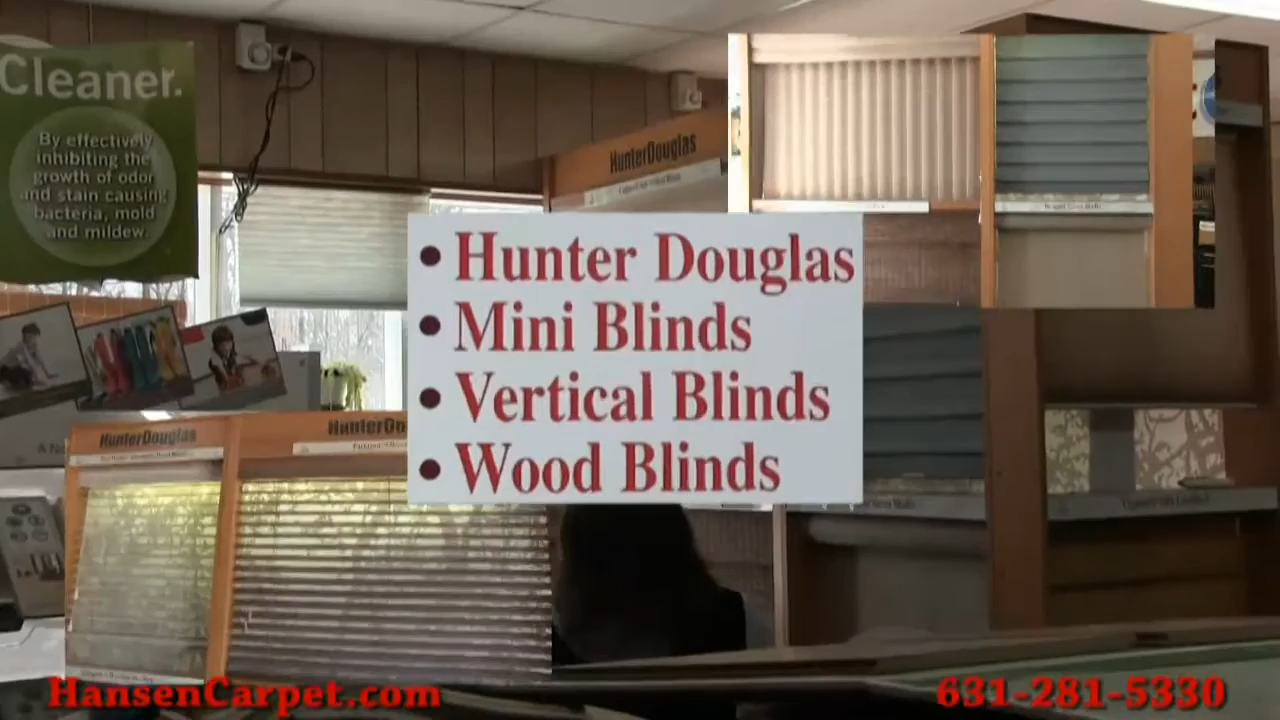 Cleaner.
By effectively
inhibiting the
growth of odor
and stain causing
bacteria, mold
and mildew.
HunterDouglas
• Hunter Douglas
• Mini Blinds
• Vertical Blinds
• Wood Blinds
HunterDouglas
HunterDo
HansenCarpet.com
631-281-5330